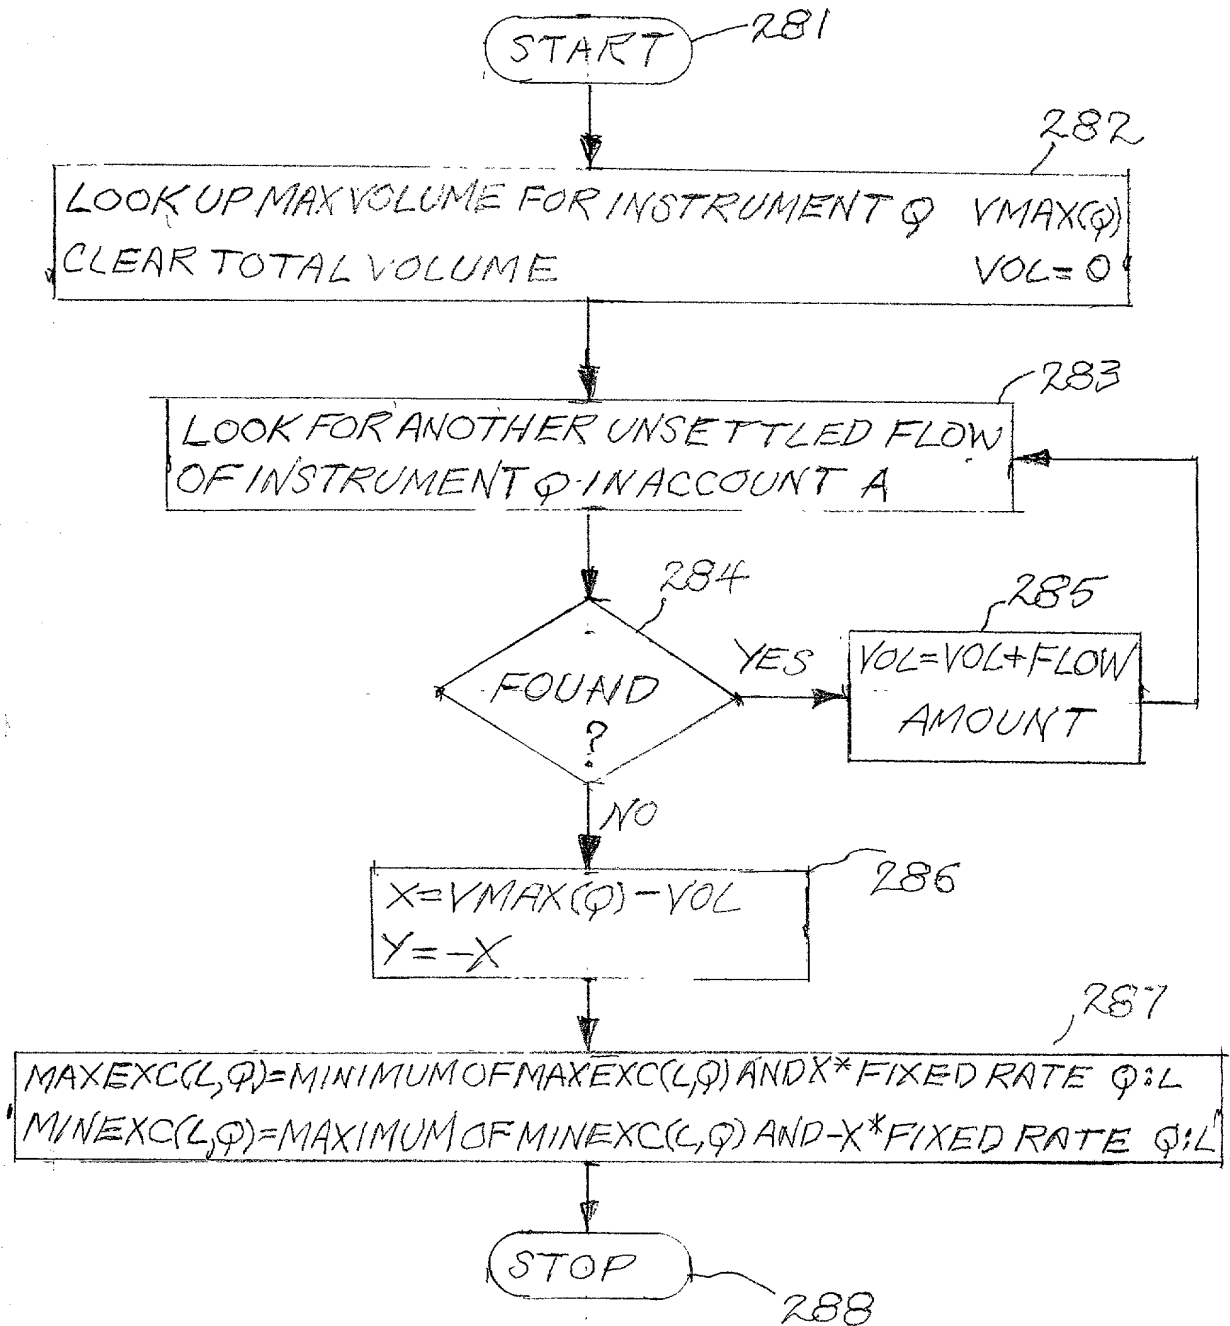 281
START
282
LOOK UP MAX VOLUME FOR INSTRUMENT Q VMAX(Q)
CLEAR TOTAL VOLUME VOL=0
283
LOOK FOR ANOTHER UNSETTLED FLOW
OF INSTRUMENT Q IN ACCOUNT A
284
285
YES
VOL=VOL+FLOW
AMOUNT
FOUND
?
NO
286
X=VMAX(Q)-VOL
Y=-X
287
MAXEXC(L,Q)=MINIMUM OF MAXEXC(L,Q) AND X* FIXED RATE Q:L
MINEXC(L,Q)=MAXIMUM OF MINEXC(L,Q) AND -X* FIXED RATE Q:L
STOP
288